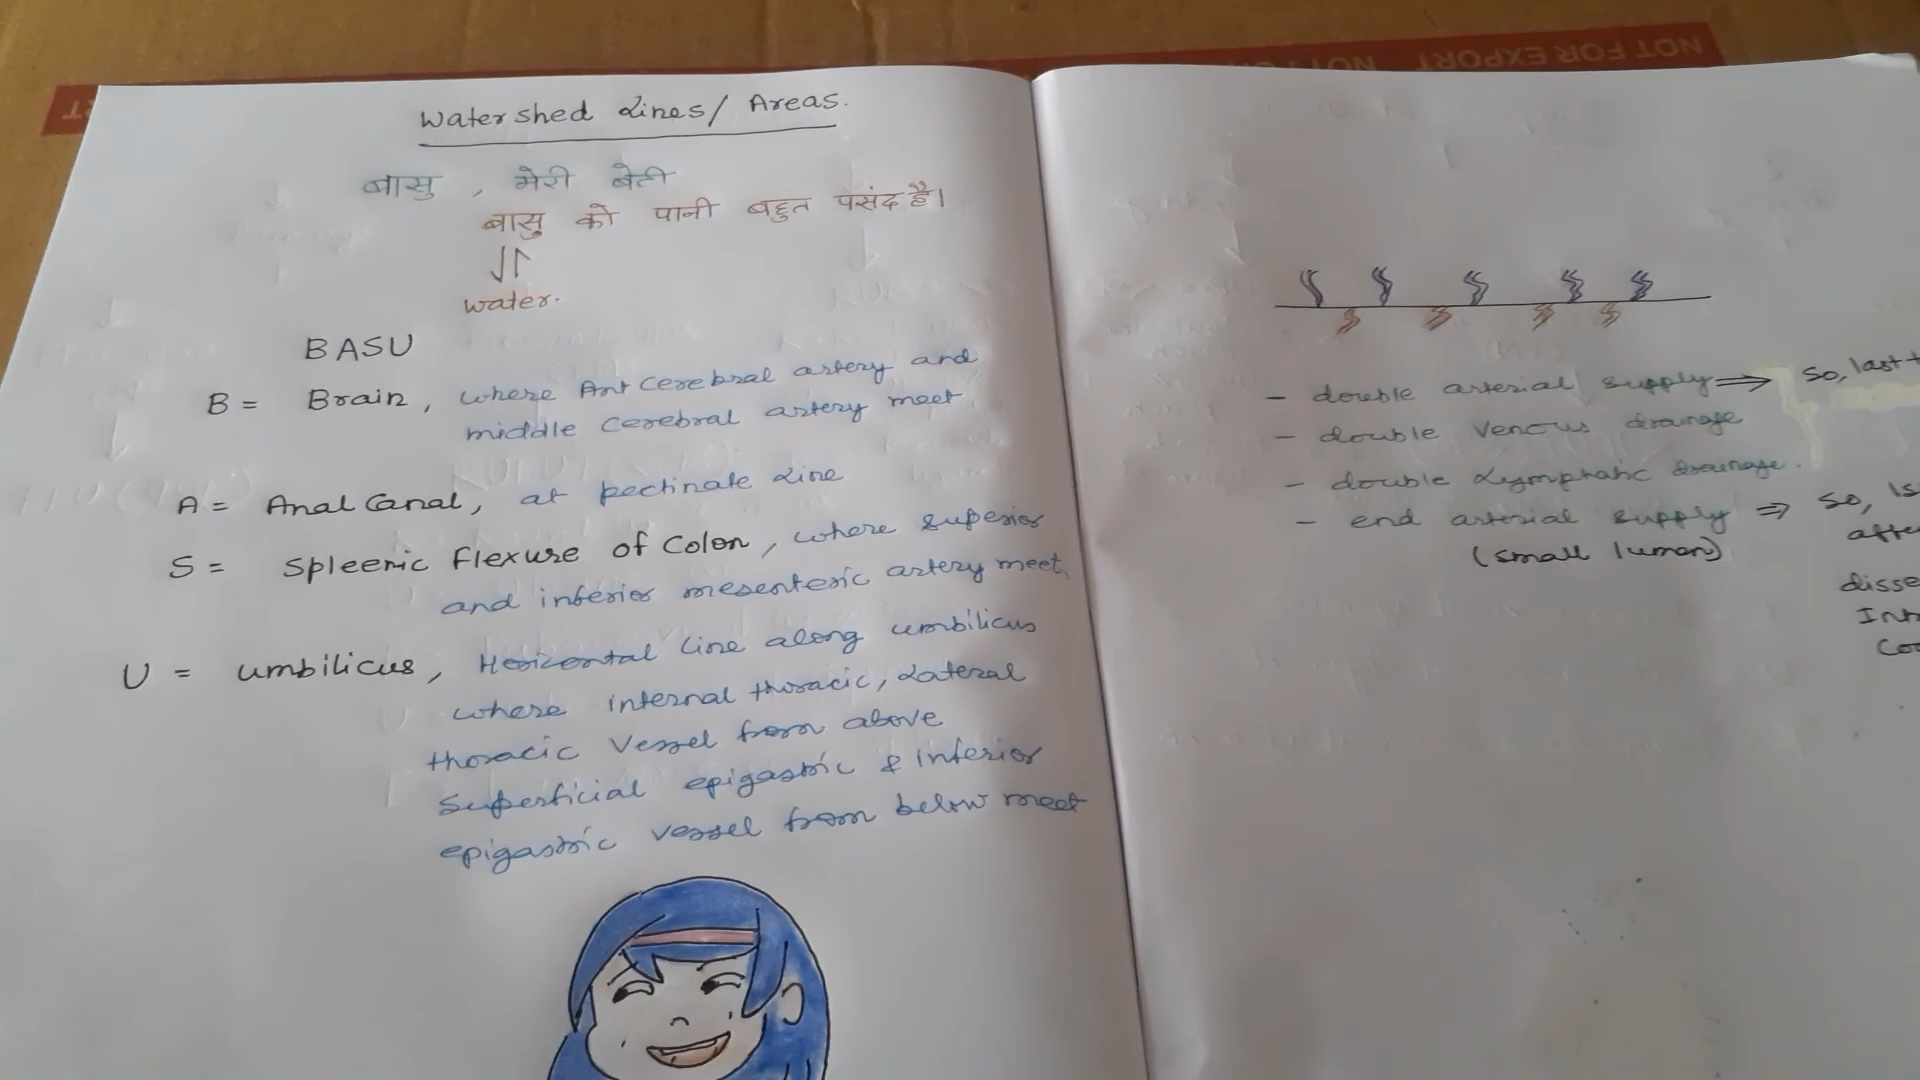 NOT FOR EXPORT
Watershed Lines/ Areas.
बासु , मेरी बेटी
बासु को पानी बहुत पसंद है।
water.
BASU
B = Brain, where Ant cerebral artery and
middle cerebral artery meet
A = Anal Canal, at pectinate Line
S = Spleenic flexure of Colon, where superior
and inferior mesenteric artery meet,
U = umbilicus, Horizontal Line along umbilicus
where internal thoracic, Lateral
thoracic Vessel from above
Superficial epigastric & inferior
epigastric vessel from below meet
- double arterial supply ⇒ So, last
- double Venous drainage
- double Lymphatic drainage.
- end arterial supply ⇒ So,
(small lumen)